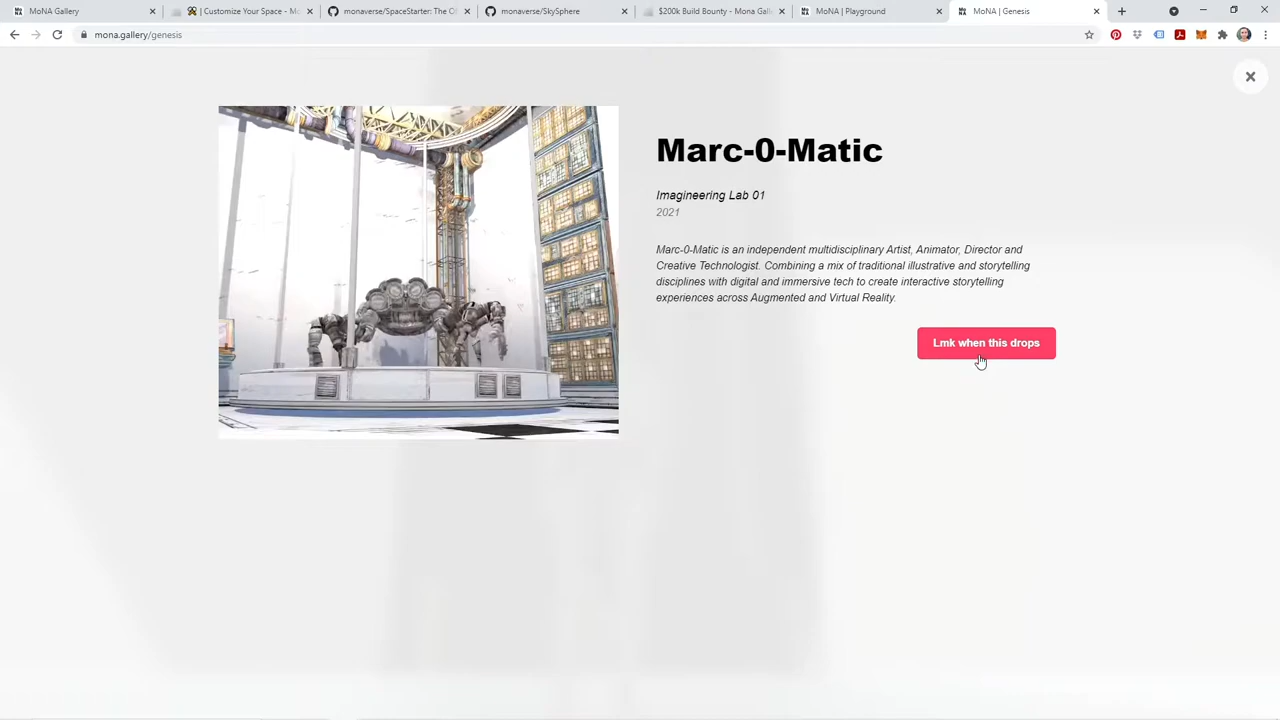 MoNA Gallery
| Customize Your Space - Mo
monaverse/SpaceStarter: The O
monaverse/SkySphere
$200k Build Bounty - Mona Gall
MoNA | Playground
MoNA | Genesis
mona.gallery/genesis
Marc-0-Matic
Imagineering Lab 01
2021
Marc-0-Matic is an independent multidisciplinary Artist, Animator, Director and
Creative Technologist. Combining a mix of traditional illustrative and storytelling
disciplines with digital and immersive tech to create interactive storytelling
experiences across Augmented and Virtual Reality.
Lmk when this drops